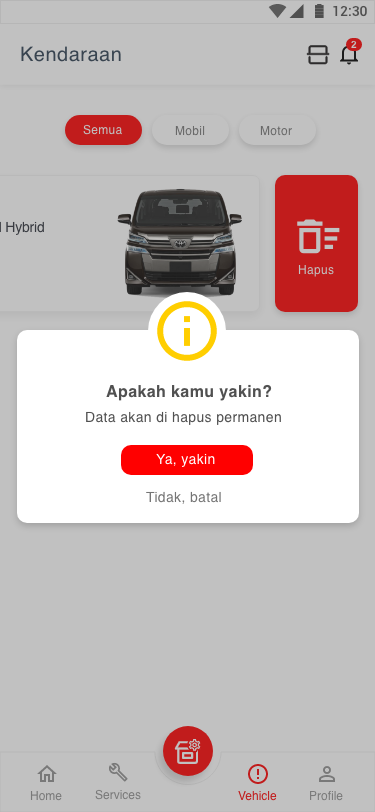 12:30
Kendaraan
2
Semua
Mobil
Motor
Hybrid
Hapus
Apakah kamu yakin?
Data akan di hapus permanen
Ya, yakin
Tidak, batal
Home
Services
Vehicle
Profile